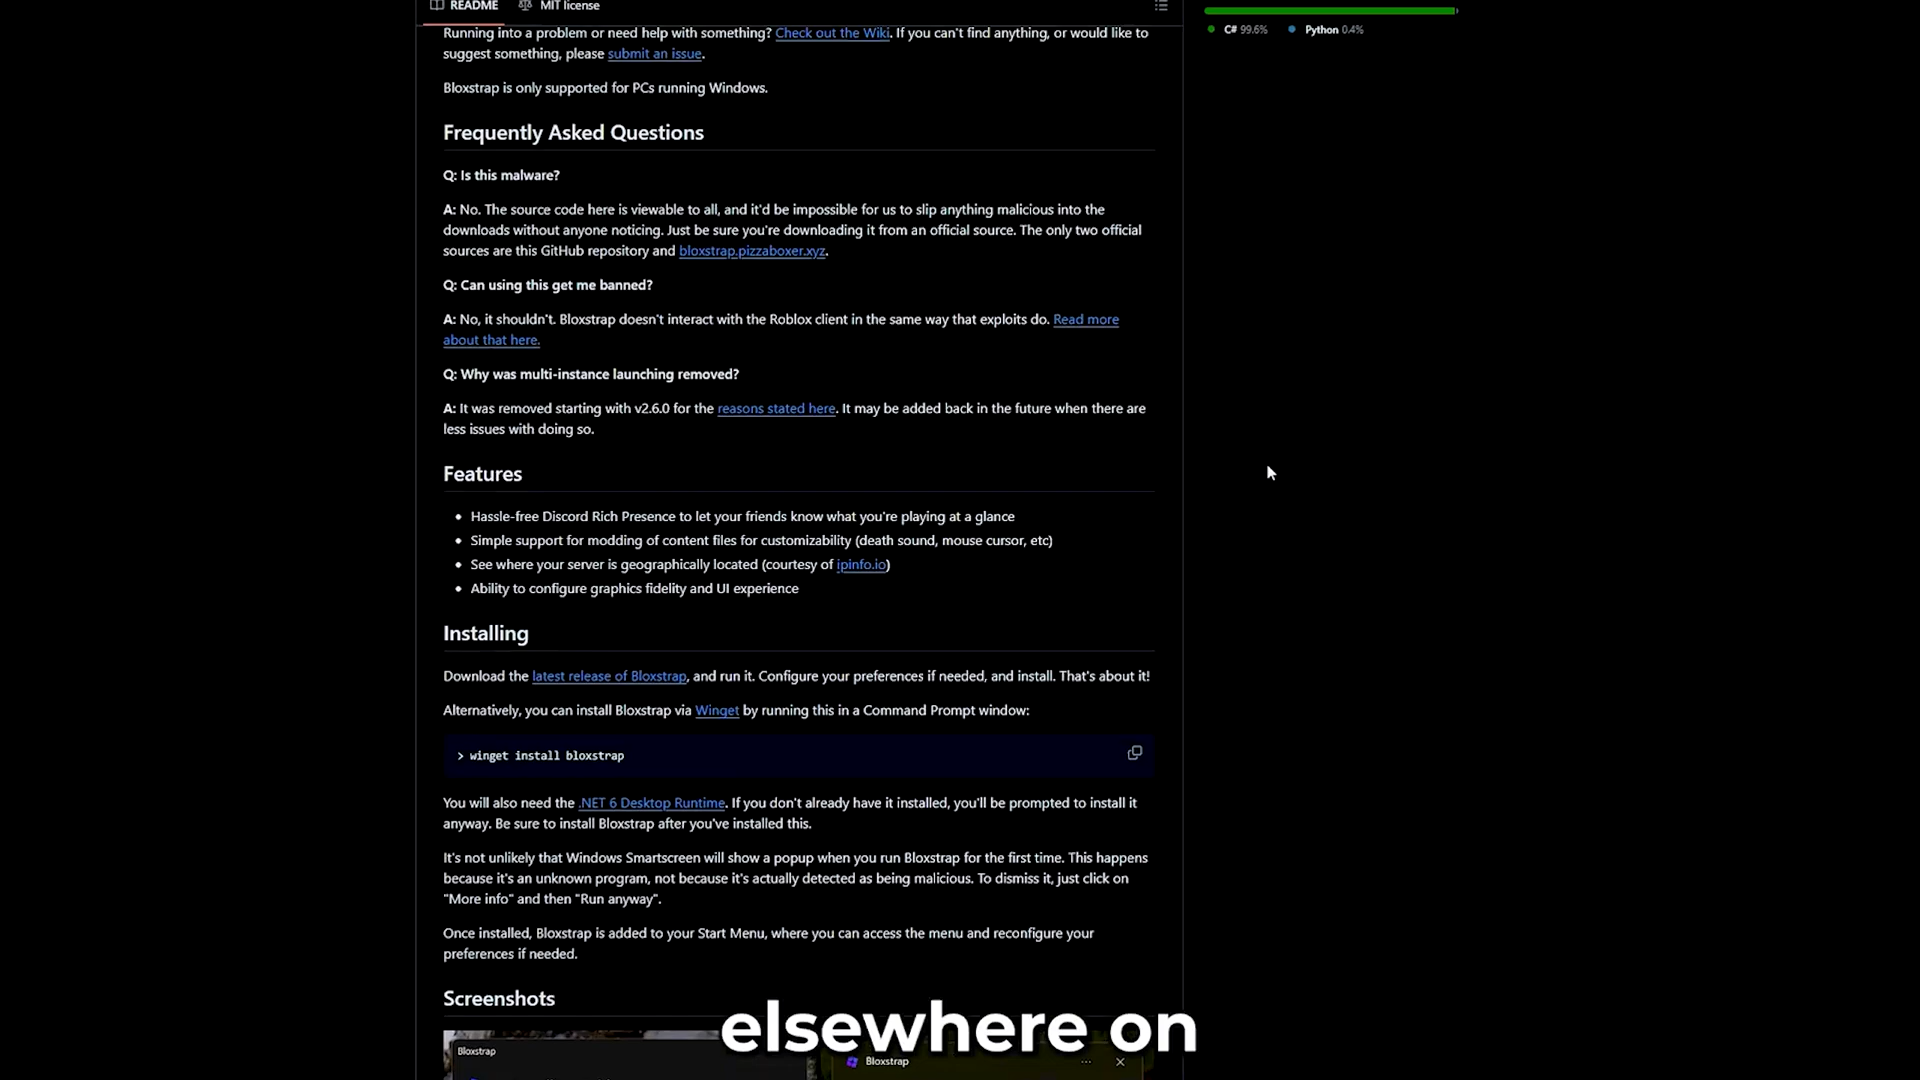 README MIT license
C# 99.6% Python 0.4%
Running into a problem or need help with something? Check out the Wiki. If you can't find anything, or would like to
suggest something, please submit an issue.
Bloxstrap is only supported for PCs running Windows.
Frequently Asked Questions
Q: Is this malware?
A: No. The source code here is viewable to all, and it'd be impossible for us to slip anything malicious into the
downloads without anyone noticing. Just be sure you're downloading it from an official source. The only two official
sources are this GitHub repository and bloxstrap.pizzaboxer.xyz.
Q: Can using this get me banned?
A: No, it shouldn't. Bloxstrap doesn't interact with the Roblox client in the same way that exploits do. Read more
about that here.
Q: Why was multi-instance launching removed?
A: It was removed starting with v2.6.0 for the reasons stated here. It may be added back in the future when there are
less issues with doing so.
Features
• Hassle-free Discord Rich Presence to let your friends know what you're playing at a glance
• Simple support for modding of content files for customizability (death sound, mouse cursor, etc)
• See where your server is geographically located (courtesy of ipinfo.io)
• Ability to configure graphics fidelity and UI experience
Installing
Download the latest release of Bloxstrap, and run it. Configure your preferences if needed, and install. That's about it!
Alternatively, you can install Bloxstrap via Winget by running this in a Command Prompt window:
> winget install bloxstrap
You will also need the .NET 6 Desktop Runtime. If you don't already have it installed, you'll be prompted to install it
anyway. Be sure to install Bloxstrap after you've installed this.
It's not unlikely that Windows Smartscreen will show a popup when you run Bloxstrap for the first time. This happens
because it's an unknown program, not because it's actually detected as being malicious. To dismiss it, just click on
"More info" and then "Run anyway".
Once installed, Bloxstrap is added to your Start Menu, where you can access the menu and reconfigure your
preferences if needed.
Screenshots
elsewhere on
Bloxstrap
Bloxstrap